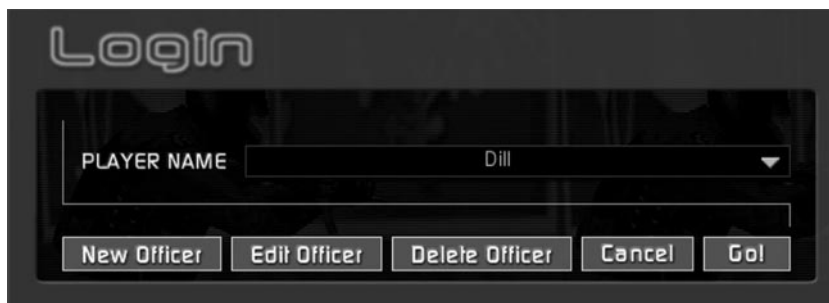 Login
PLAYER NAME Dill
New Officer Edit Officer Delete Officer Cancel Go!